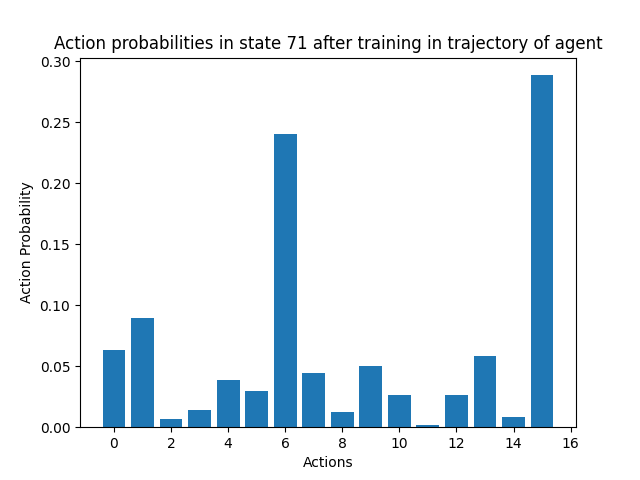 Action probabilities in state 71 after training in trajectory of agent
0.30
0.25
0.20
0.15
0.10
0.05
0.00
Action Probability
0 2 4 6 8 10 12 14 16
Actions